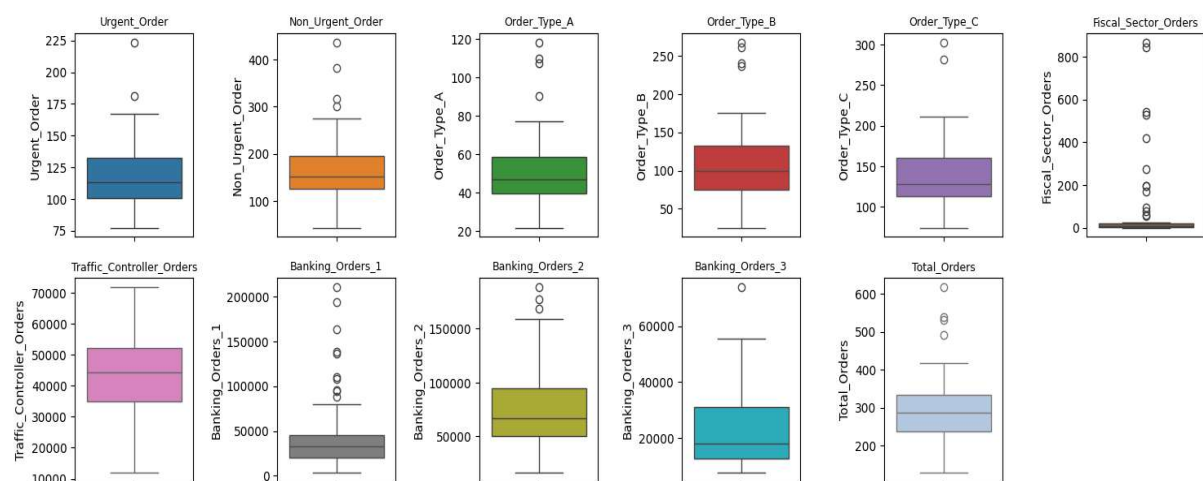 Urgent_Order
Non_Urgent_Order
Order_Type_A
Order_Type_B
Order_Type_C
Fiscal_Sector_Orders
Urgent_Order
225
200
175
150
125
100
75
Non_Urgent_Order
400
300
200
100
Order_Type_A
120
100
80
60
40
20
Order_Type_B
250
200
150
100
50
Order_Type_C
300
250
200
150
100
Fiscal_Sector_Orders
800
600
400
200
0
Traffic_Controller_Orders
Banking_Orders_1
Banking_Orders_2
Banking_Orders_3
Total_Orders
Traffic_Controller_Orders
70000
60000
50000
40000
30000
20000
10000
Banking_Orders_1
200000
150000
100000
50000
0
Banking_Orders_2
150000
100000
50000
Banking_Orders_3
60000
40000
20000
Total_Orders
600
500
400
300
200